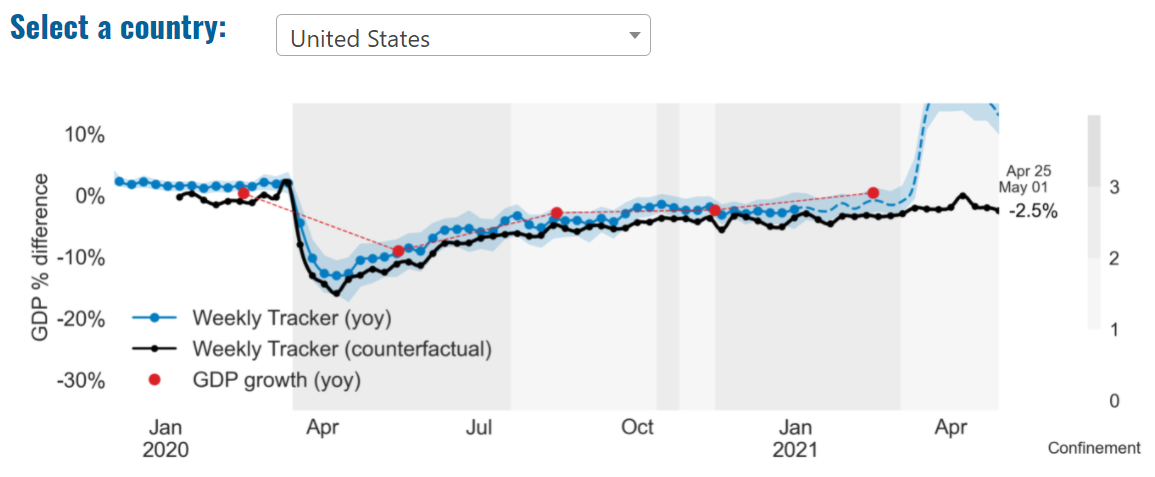 Select a country:
United States
10%
0%
-10%
-20%
-30%
GDP % difference
Weekly Tracker (yoy)
Weekly Tracker (counterfactual)
GDP growth (yoy)
Jan
2020
Apr
Jul
Oct
Jan
2021
Apr
Apr 25
May 01
-2.5%
3
2
1
0
Confinement